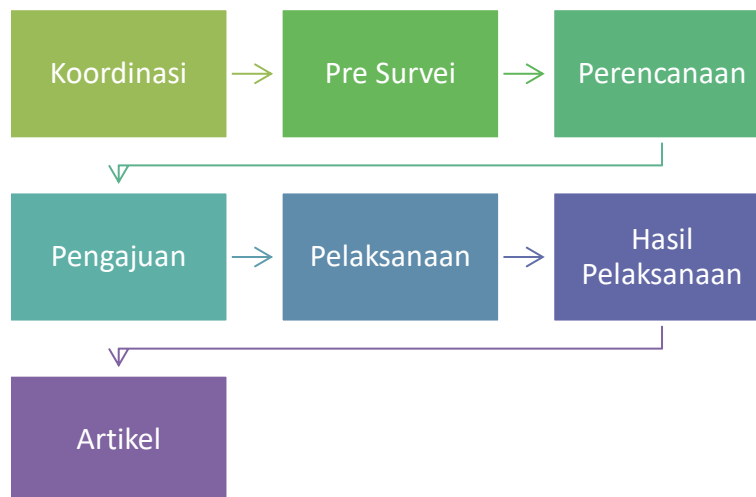 Koordinasi
Pre Survei
Perencanaan
Pengajuan
Pelaksanaan
Hasil
Pelaksanaan
Artikel